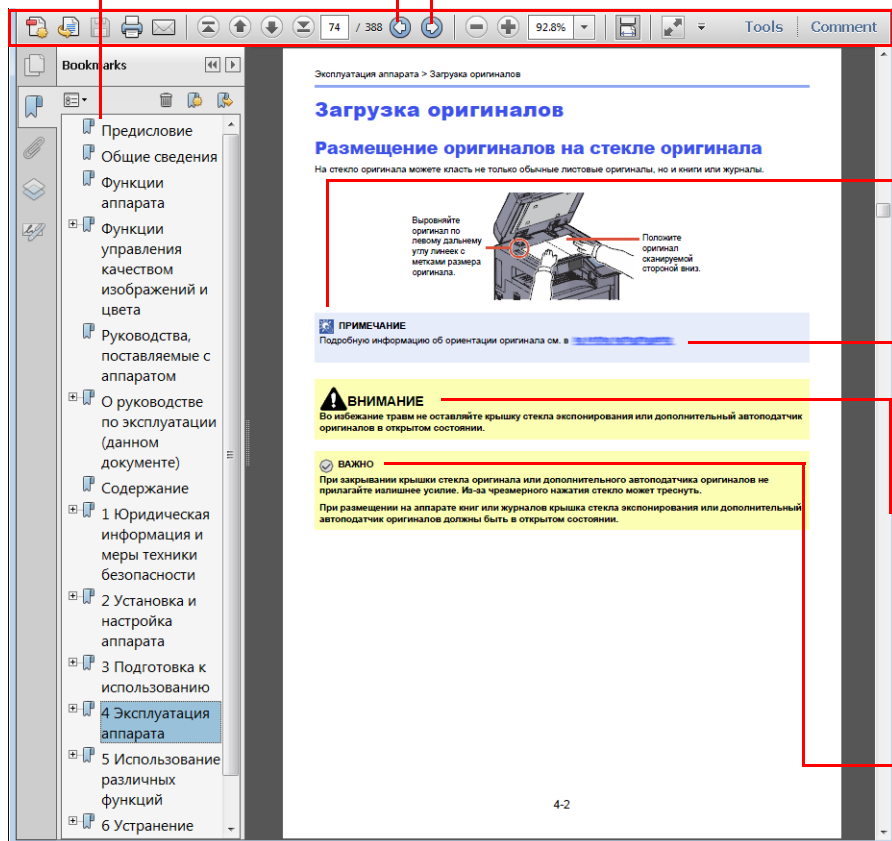 74 / 388
92.8%
Tools
Comment
Bookmarks
Предисловие
Общие сведения
Функции
аппарата
Функции
управления
качеством
изображений и
цвета
Руководства,
поставляемые с
аппаратом
О руководстве
по эксплуатации
(данном
документе)
Содержание
1 Юридическая
информация и
меры техники
безопасности
2 Установка и
настройка
аппарата
3 Подготовка к
использованию
4 Эксплуатация
аппарата
5 Использование
различных
функций
6 Устранение
Эксплуатация аппарата > Загрузка оригиналов
Загрузка оригиналов
Размещение оригиналов на стекле оригинала
На стекло оригинала можете класть не только обычные листовые оригиналы, но и книги или журналы.
Выровняйте
оригинал по
левому дальнему
углу линеек с
метками размера
оригинала.
Положите
оригинал
сканируемой
стороной вниз.
ПРИМЕЧАНИЕ
Подробную информацию об ориентации оригинала см. в
ВНИМАНИЕ
Во избежание травм не оставляйте крышку стекла экспонирования или дополнительный автоподатчик
оригиналов в открытом состоянии.
ВАЖНО
При закрывании крышки стекла оригинала или дополнительного автоподатчика оригиналов не
прилагайте излишнее усилие. Из-за чрезмерного нажатия стекло может треснуть.
При размещении на аппарате книг или журналов крышка стекла экспонирования или дополнительный
автоподатчик оригиналов должны быть в открытом состоянии.
4-2